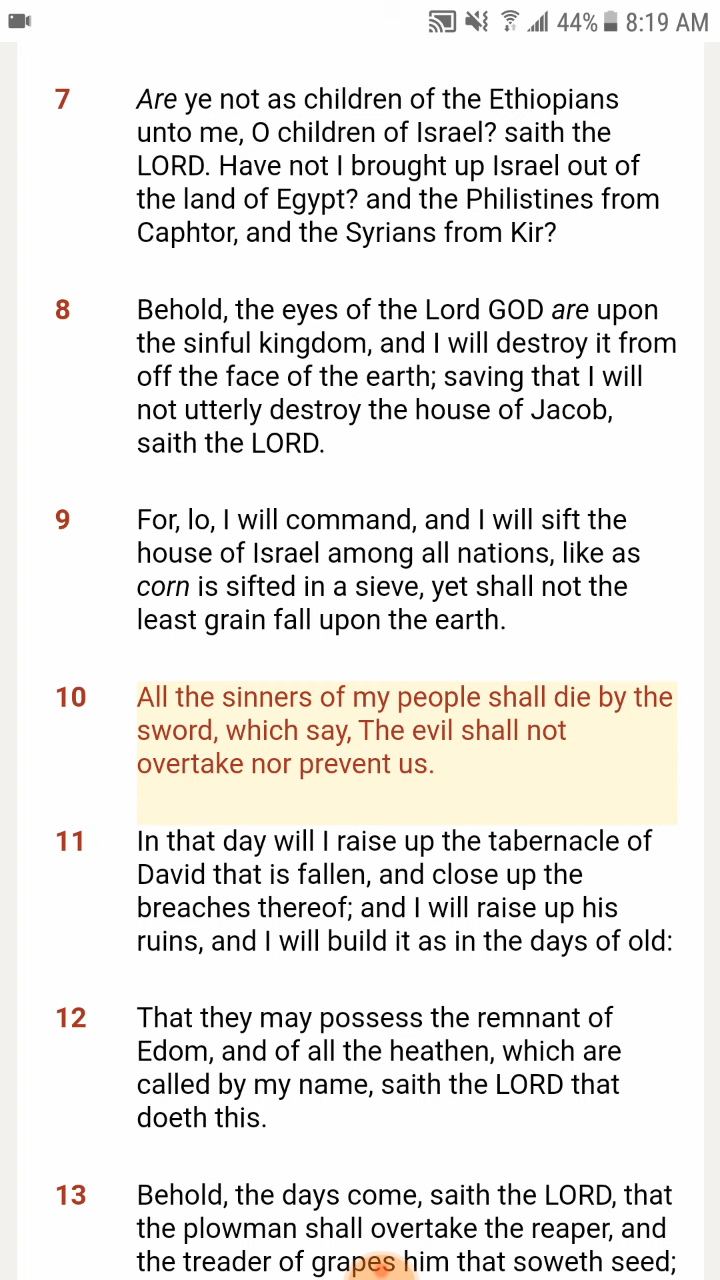 44% 8:19 AM
7 Are ye not as children of the Ethiopians
unto me, O children of Israel? saith the
LORD. Have not I brought up Israel out of
the land of Egypt? and the Philistines from
Caphtor, and the Syrians from Kir?
8 Behold, the eyes of the Lord GOD are upon
the sinful kingdom, and I will destroy it from
off the face of the earth; saving that I will
not utterly destroy the house of Jacob,
saith the LORD.
9 For, lo, I will command, and I will sift the
house of Israel among all nations, like as
corn is sifted in a sieve, yet shall not the
least grain fall upon the earth.
10 All the sinners of my people shall die by the
sword, which say, The evil shall not
overtake nor prevent us.
11 In that day will I raise up the tabernacle of
David that is fallen, and close up the
breaches thereof; and I will raise up his
ruins, and I will build it as in the days of old:
12 That they may possess the remnant of
Edom, and of all the heathen, which are
called by my name, saith the LORD that
doeth this.
13 Behold, the days come, saith the LORD, that
the plowman shall overtake the reaper, and
the treader of grapes him that soweth seed;